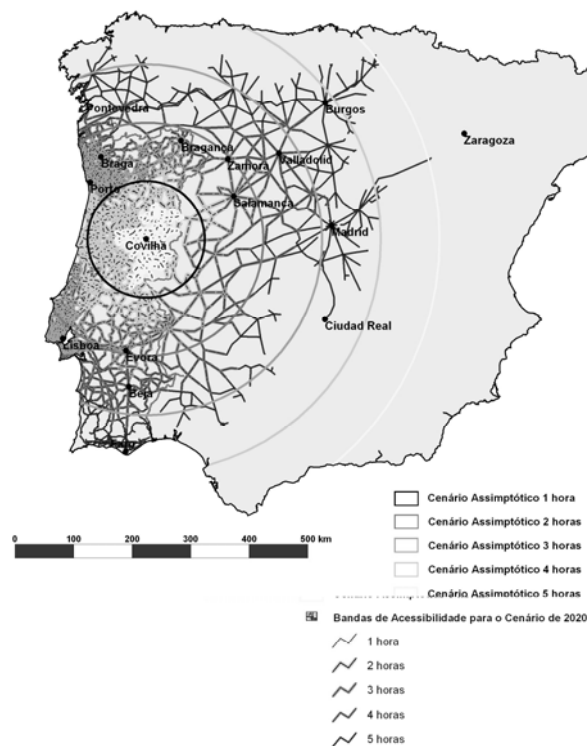 Pontevedra
Burgos
Zaragoza
Bragança
Braga
Zamora
Valladolid
Porto
Salamanca
Covilha
Madrid
Ciudad Real
Lisboa
Evora
Beja
Faro
Cenário Assimptótico 1 hora
Cenário Assimptótico 2 horas
Cenário Assimptótico 3 horas
Cenário Assimptótico 4 horas
Cenário Assimptótico 5 horas
0 100 200 300 400 500 km
Bandas de Acessibilidade para o Cenário de 2020
1 hora
2 horas
3 horas
4 horas
5 horas